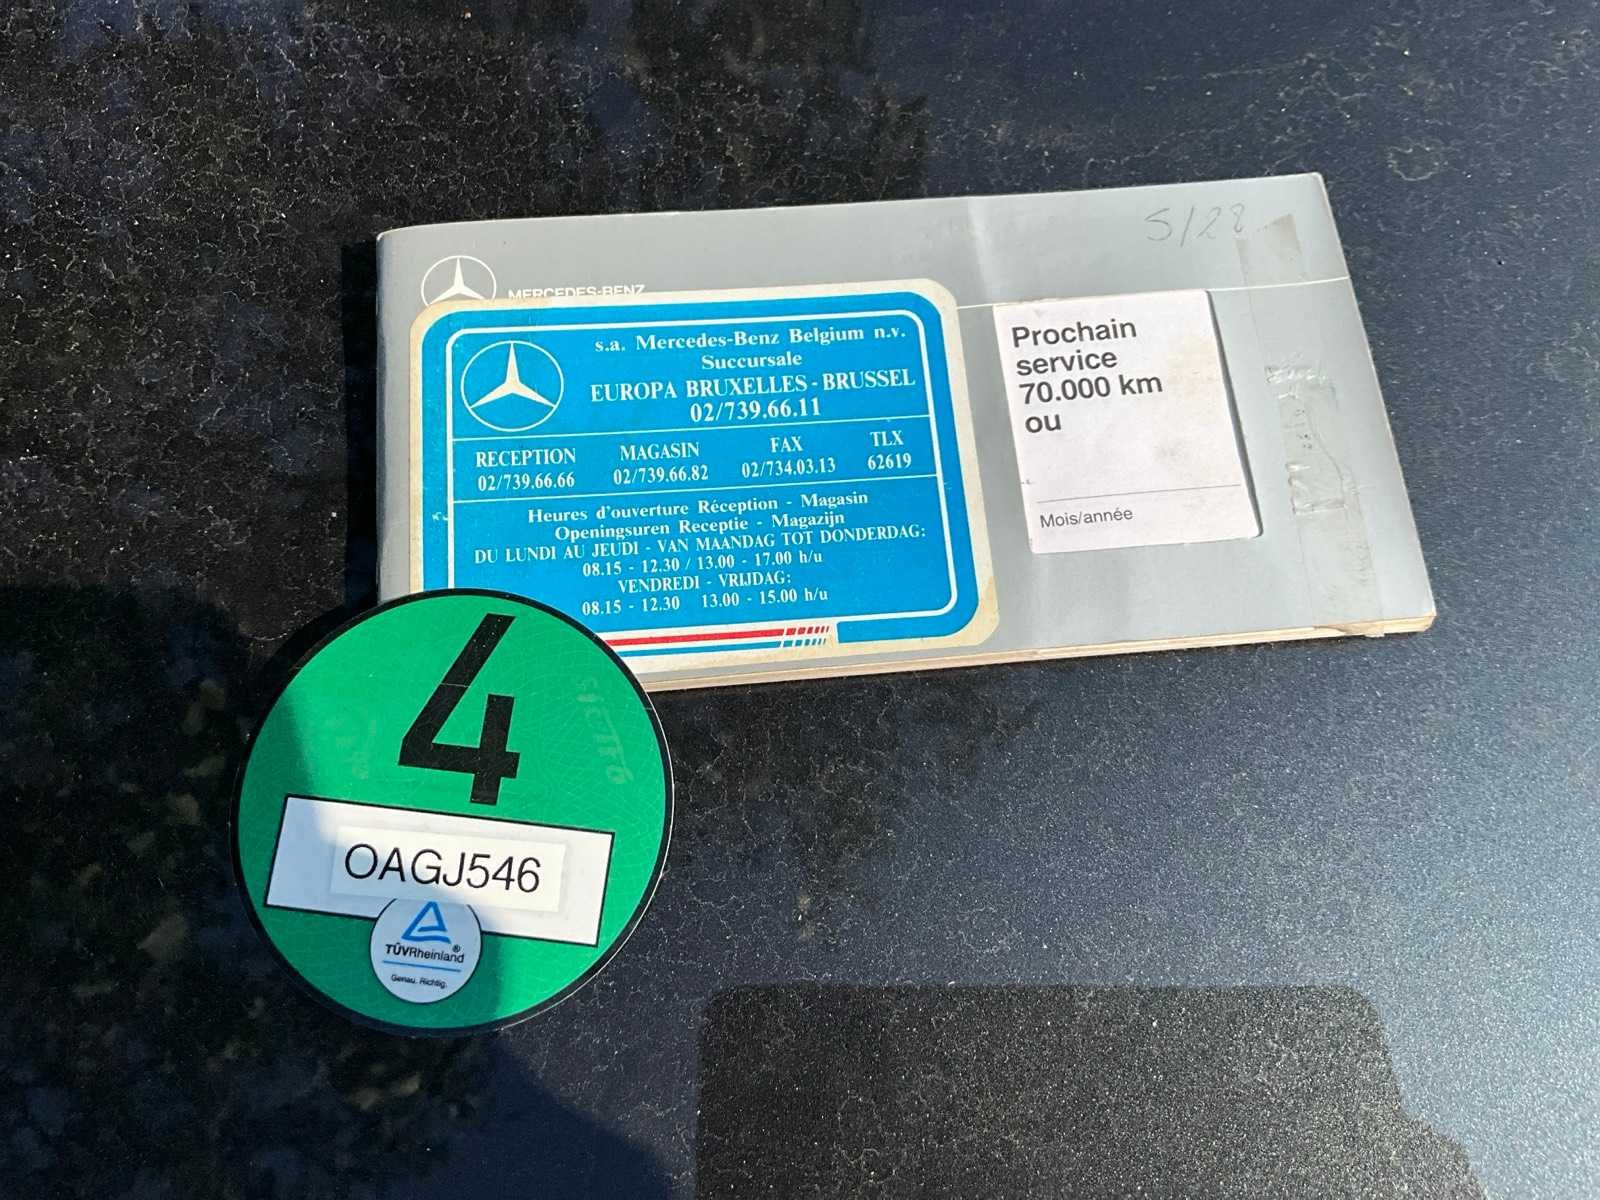 5/28
MERCEDES-BENZ
s.a. Mercedes-Benz Belgium n.v.
Succursale
EUROPA BRUXELLES - BRUSSEL
02/739.66.11
RECEPTION MAGASIN FAX TLX
02/739.66.66 02/739.66.82 02/734.03.13 62619
Heures d'ouverture Réception - Magasin
Openingsuren Receptie - Magazijn
DU LUNDI AU JEUDI - VAN MAANDAG TOT DONDERDAG:
08.15 - 12.30 / 13.00 - 17.00 h/u
VENDREDI - VRIJDAG:
08.15 - 12.30 13.00 - 15.00 h/u
Prochain
service
70.000 km
ou
Mois/année
4
OAGJ546
TÜVRheinland®
Genau. Richtig.